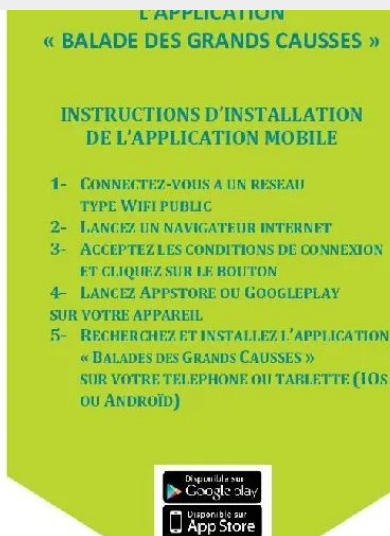 L'APPLICATION
« BALADE DES GRANDS CAUSSES »
INSTRUCTIONS D'INSTALLATION
DE L'APPLICATION MOBILE
1- CONNECTEZ-VOUS A UN RESEAU
TYPE WIFI PUBLIC
2- LANCEZ UN NAVIGATEUR INTERNET
3- ACCEPTEZ LES CONDITIONS DE CONNEXION
ET CLIQUEZ SUR LE BOUTON
4- LANCEZ APPSTORE OU GOOGLEPLAY
SUR VOTRE APPAREIL
5- RECHERCHEZ ET INSTALLEZ L'APPLICATION
« BALADES DES GRANDS CAUSSES »
SUR VOTRE TELEPHONE OU TABLETTE (IOS
OU ANDROÏD)
Disponible sur
Google play
Disponible sur
App Store